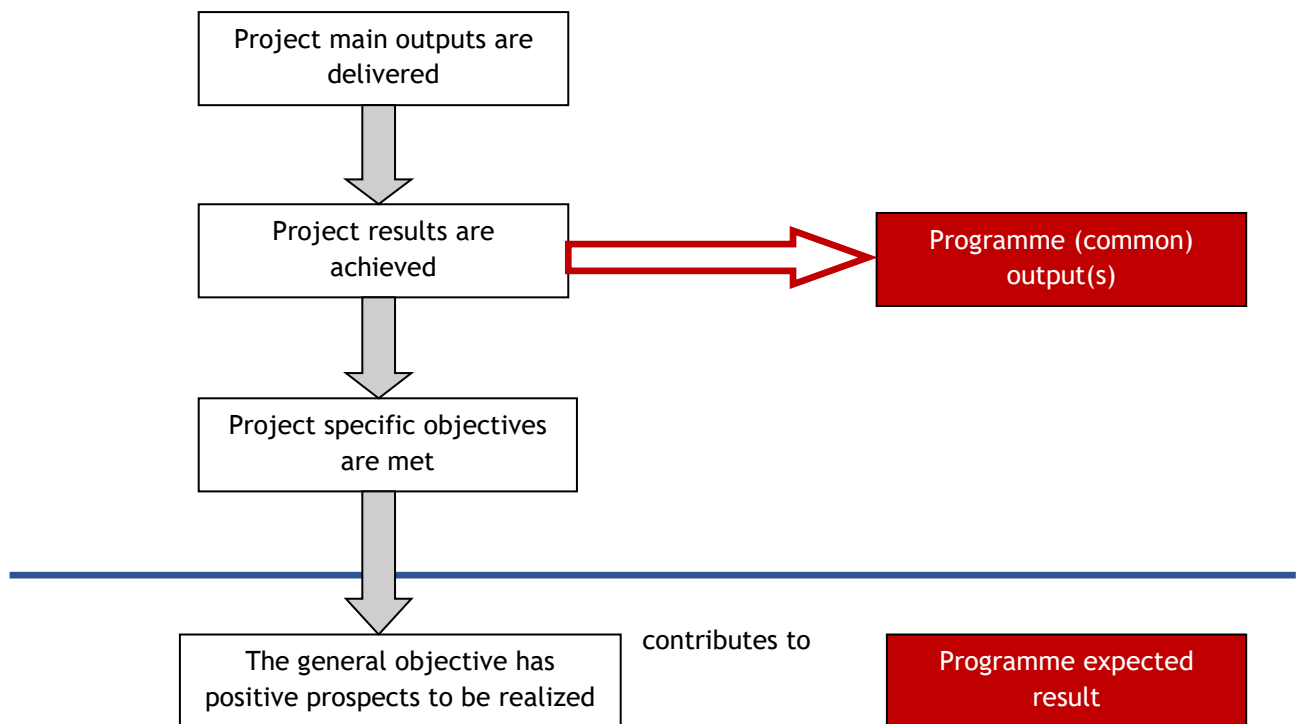 Project main outputs are
delivered
Project results are
achieved
Programme (common)
output(s)
Project specific objectives
are met
The general objective has
positive prospects to be realized
contributes to
Programme expected
result